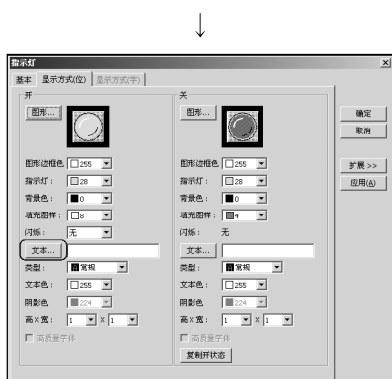 ↓
指示灯
基本 显示方式(位) 显示方式(字)
开 关
图形... 图形... 确定
取消
图形边框色 255 图形边框色 255 扩展 >>
指示灯： 28 指示灯： 28 应用(A)
背景色： 0 背景色： 0
填充图样： 8 填充图样： 4
闪烁： 无 闪烁： 无
文本... 文本...
类型： 常规 类型： 常规
文本色： 255 文本色： 255
阴影色 224 阴影色 224
高X宽： 1 X 1 高X宽： 1 X 1
高质量字体 高质量字体
复制开状态